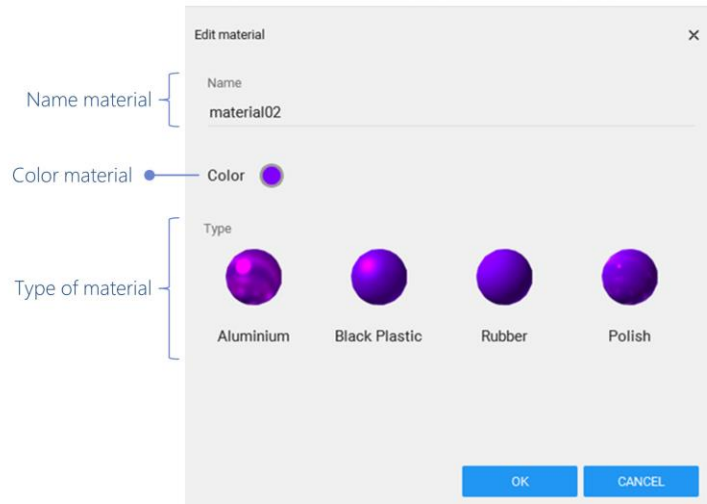 Edit material
Name
Name material
material02
Color material
Color
Type
Type of material
Aluminium Black Plastic Rubber Polish
OK CANCEL